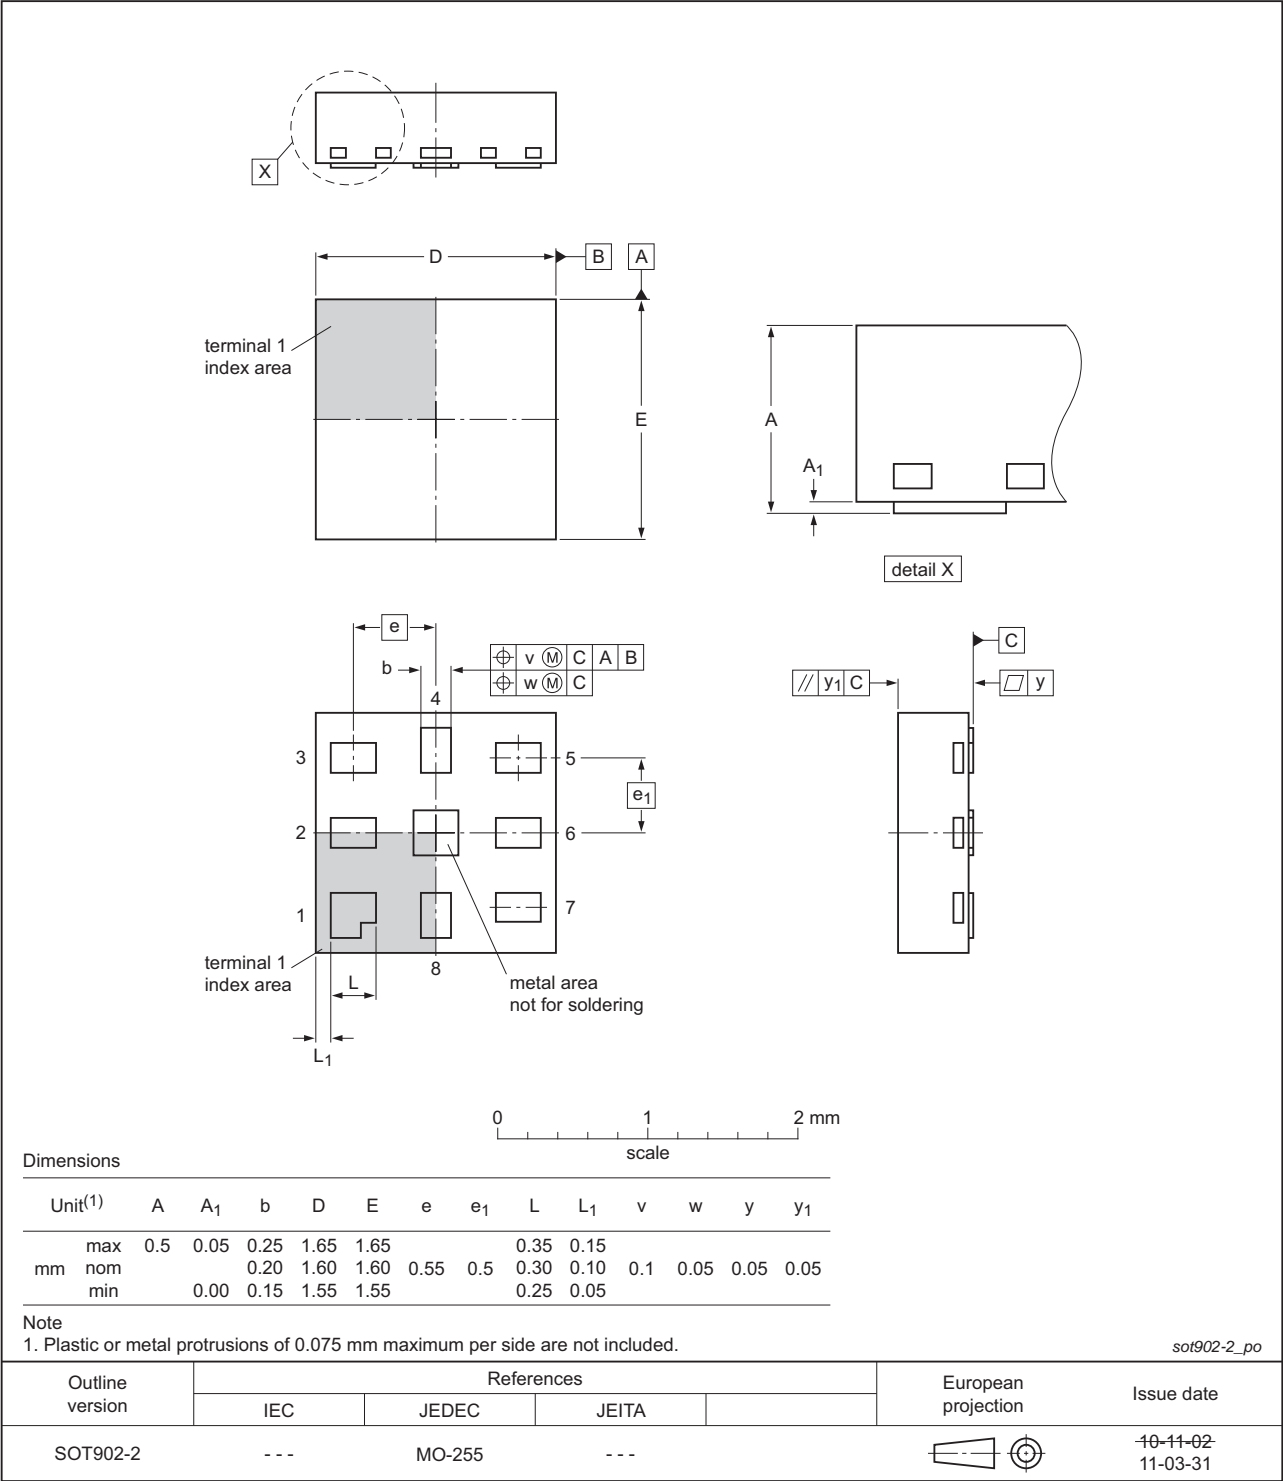 X
D
B
A
terminal 1
index area
E
A
A1
detail X
e
b
v M C A B
w M C
4
3
5
e1
2
6
1
7
terminal 1
index area
8
L
L1
metal area
not for soldering
C
// y1 C
y
0 1 2 mm
scale
Dimensions
Unit(1) A A1 b D E e e1 L L1 v w y y1
max 0.5 0.05 0.25 1.65 1.65 0.35 0.15
mm nom 0.20 1.60 1.60 0.55 0.5 0.30 0.10 0.1 0.05 0.05 0.05
min 0.00 0.15 1.55 1.55 0.25 0.05
Note
1. Plastic or metal protrusions of 0.075 mm maximum per side are not included.
sot902-2_po
Outline
version
References
IEC JEDEC JEITA
European
projection
Issue date
SOT902-2 - - - MO-255 - - -
10-11-02
11-03-31